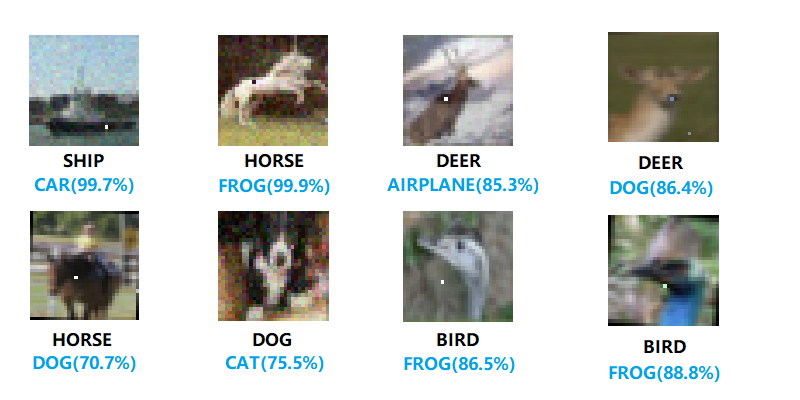 SHIP
CAR(99.7%)
HORSE
FROG(99.9%)
DEER
AIRPLANE(85.3%)
DEER
DOG(86.4%)
HORSE
DOG(70.7%)
DOG
CAT(75.5%)
BIRD
FROG(86.5%)
BIRD
FROG(88.8%)